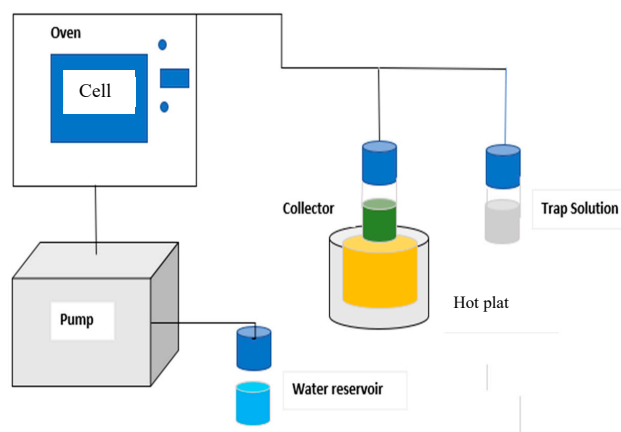 Oven
Cell
Collector
Trap Solution
Hot plat
Pump
Water reservoir